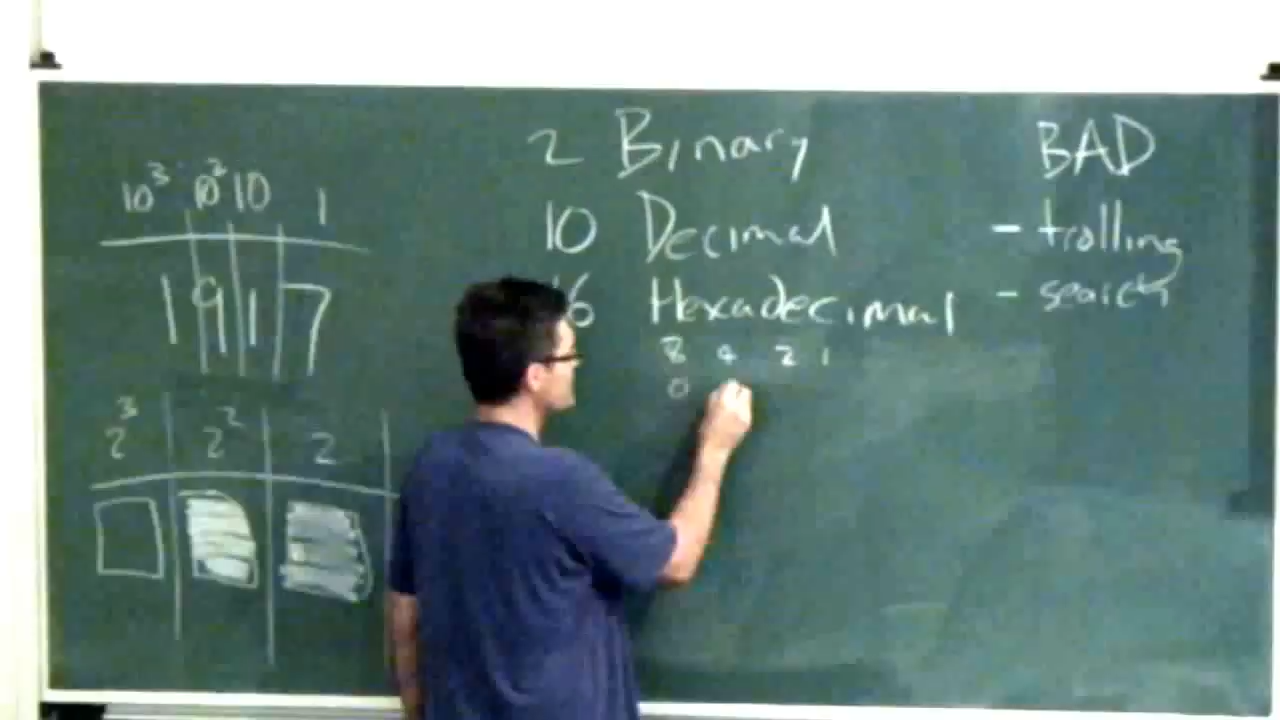 10³ 10² 10 1
1 9 1 7
2³ 2² 2
2 Binary
10 Decimal
16 Hexadecimal
8 4 2 1
0
BAD
- trolling
- search